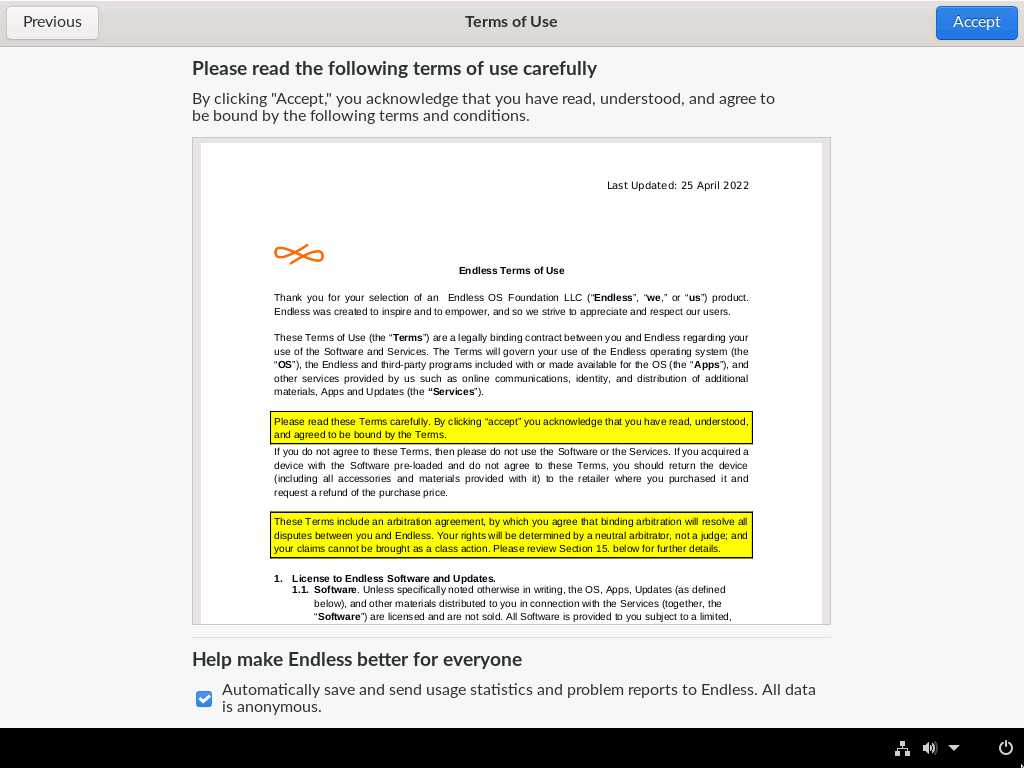 Previous
Terms of Use
Accept
Please read the following terms of use carefully
By clicking "Accept," you acknowledge that you have read, understood, and agree to
be bound by the following terms and conditions.
Last Updated: 25 April 2022
Endless Terms of Use
Thank you for your selection of an Endless OS Foundation LLC (“Endless”, “we,” or “us”) product.
Endless was created to inspire and to empower, and so we strive to appreciate and respect our users.
These Terms of Use (the “Terms”) are a legally binding contract between you and Endless regarding your
use of the Software and Services. The Terms will govern your use of the Endless operating system (the
“OS”), the Endless and third-party programs included with or made available for the OS (the “Apps”), and
other services provided by us such as online communications, identity, and distribution of additional
materials, Apps and Updates (the “Services”).
Please read these Terms carefully. By clicking “accept” you acknowledge that you have read, understood,
and agreed to be bound by the Terms.
If you do not agree to these Terms, then please do not use the Software or the Services. If you acquired a
device with the Software pre-loaded and do not agree to these Terms, you should return the device
(including all accessories and materials provided with it) to the retailer where you purchased it and
request a refund of the purchase price.
These Terms include an arbitration agreement, by which you agree that binding arbitration will resolve all
disputes between you and Endless. Your rights will be determined by a neutral arbitrator, not a judge; and
your claims cannot be brought as a class action. Please review Section 15. below for further details.
1. License to Endless Software and Updates.
1.1. Software. Unless specifically noted otherwise in writing, the OS, Apps, Updates (as defined
below), and other materials distributed to you in connection with the Services (together, the
“Software”) are licensed and are not sold. All Software is provided to you subject to a limited,
Help make Endless better for everyone
Automatically save and send usage statistics and problem reports to Endless. All data
is anonymous.